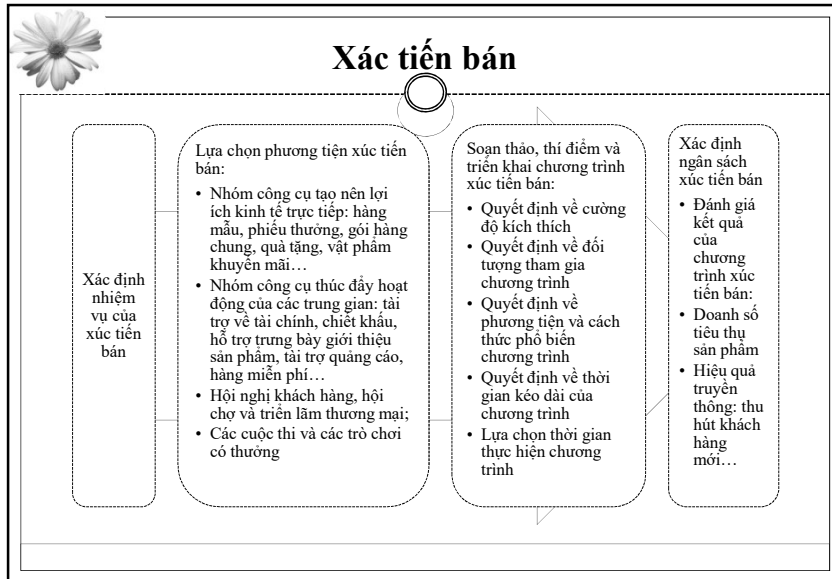 Xác tiến bán
Xác định
nhiệm
vụ của
xúc tiến
bán
Lựa chọn phương tiện xúc tiến
bán:
• Nhóm công cụ tạo nên lợi
ích kinh tế trực tiếp: hàng
mẫu, phiếu thưởng, gói hàng
chung, quà tặng, vật phẩm
khuyến mãi…
• Nhóm công cụ thúc đẩy hoạt
động của các trung gian: tài
trợ về tài chính, chiết khấu,
hỗ trợ trưng bày giới thiệu
sản phẩm, tài trợ quảng cáo,
hàng miễn phí…
• Hội nghị khách hàng, hội
chợ và triển lãm thương mại;
• Các cuộc thi và các trò chơi
có thưởng
Soạn thảo, thí điểm và
triển khai chương trình
xúc tiến bán:
• Quyết định về cường
độ kích thích
• Quyết định về đối
tượng tham gia
chương trình
• Quyết định về
phương tiện và cách
thức phổ biến
chương trình
• Quyết định về thời
gian kéo dài của
chương trình
• Lựa chọn thời gian
thực hiện chương
trình
Xác định
ngân sách
xúc tiến bán
• Đánh giá
kết quả
của
chương
trình xúc
tiến bán:
• Doanh số
tiêu thụ
sản phẩm
• Hiệu quả
truyền
thông: thu
hút khách
hàng
mới…